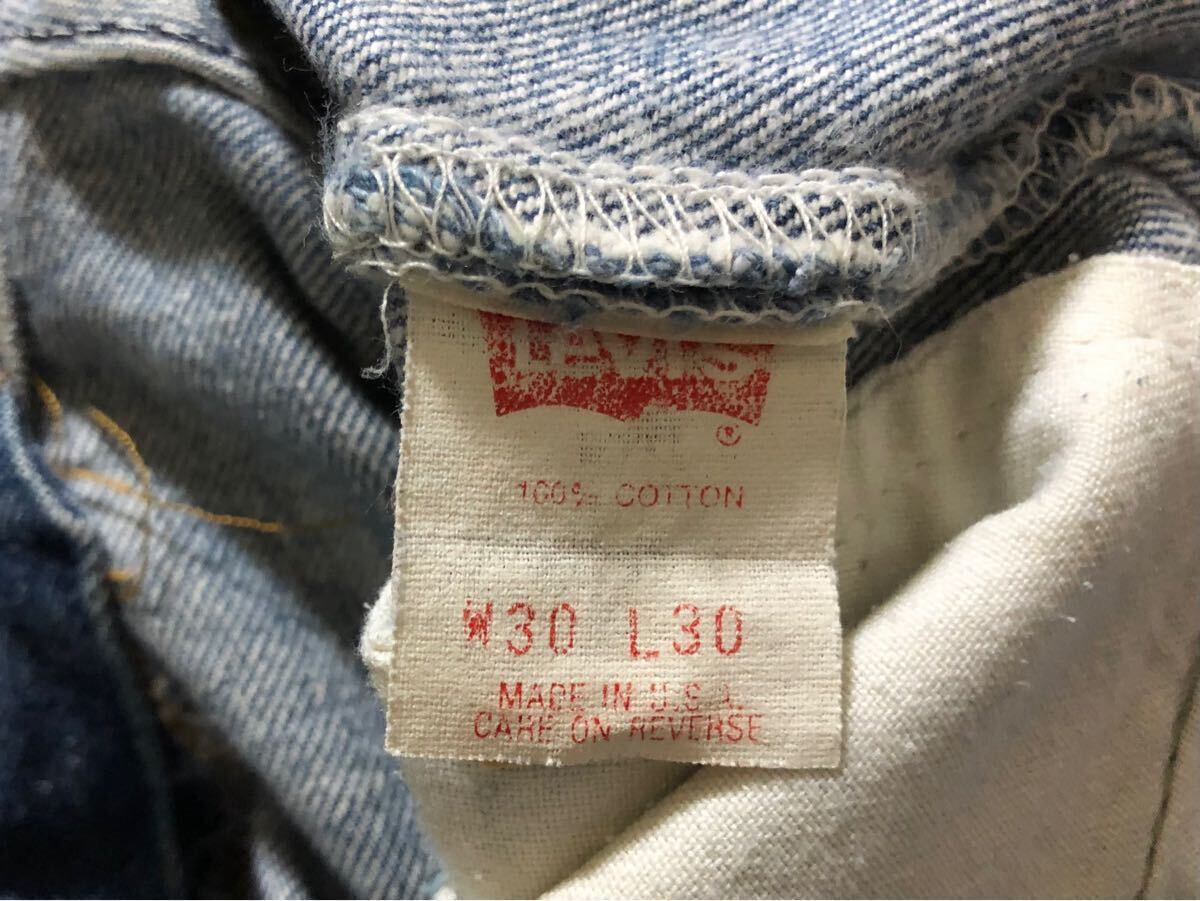 LEVI'S
®
100% COTTON
W30 L30
MADE IN U.S.A.
CARE ON REVERSE